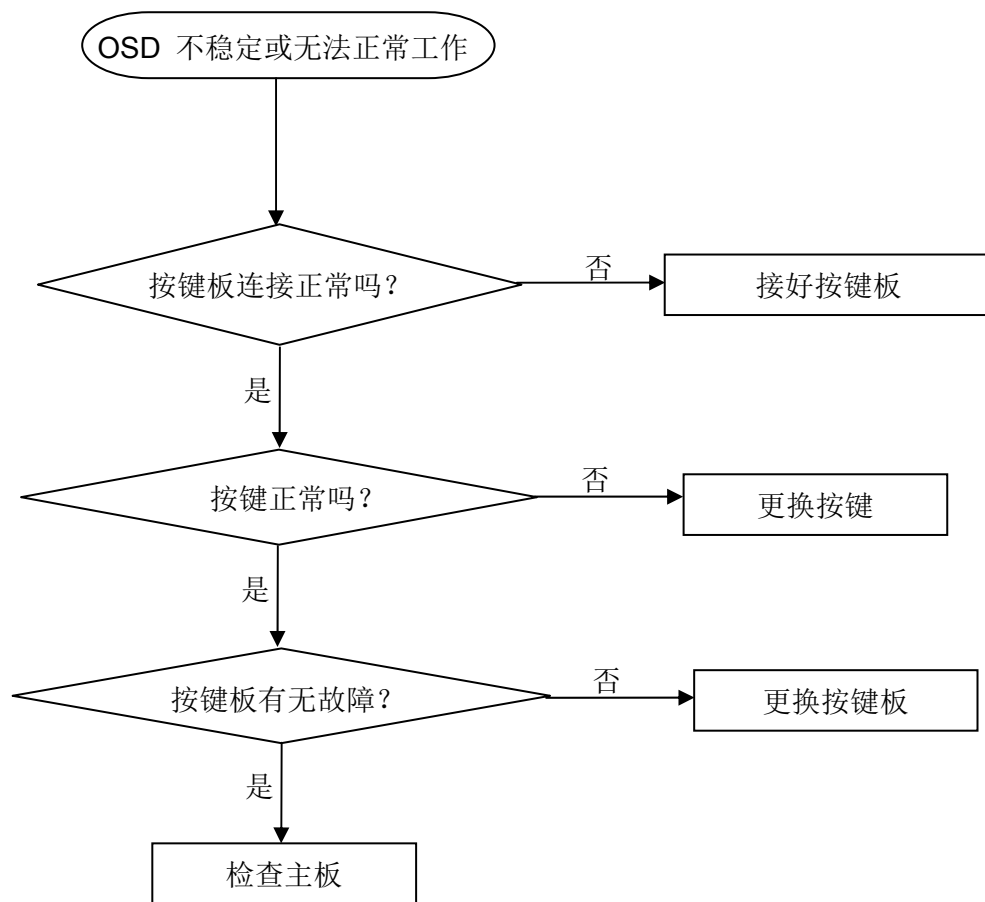 OSD 不稳定或无法正常工作
按键板连接正常吗?
否
接好按键板
是
按键正常吗?
否
更换按键
是
按键板有无故障?
否
更换按键板
是
检查主板